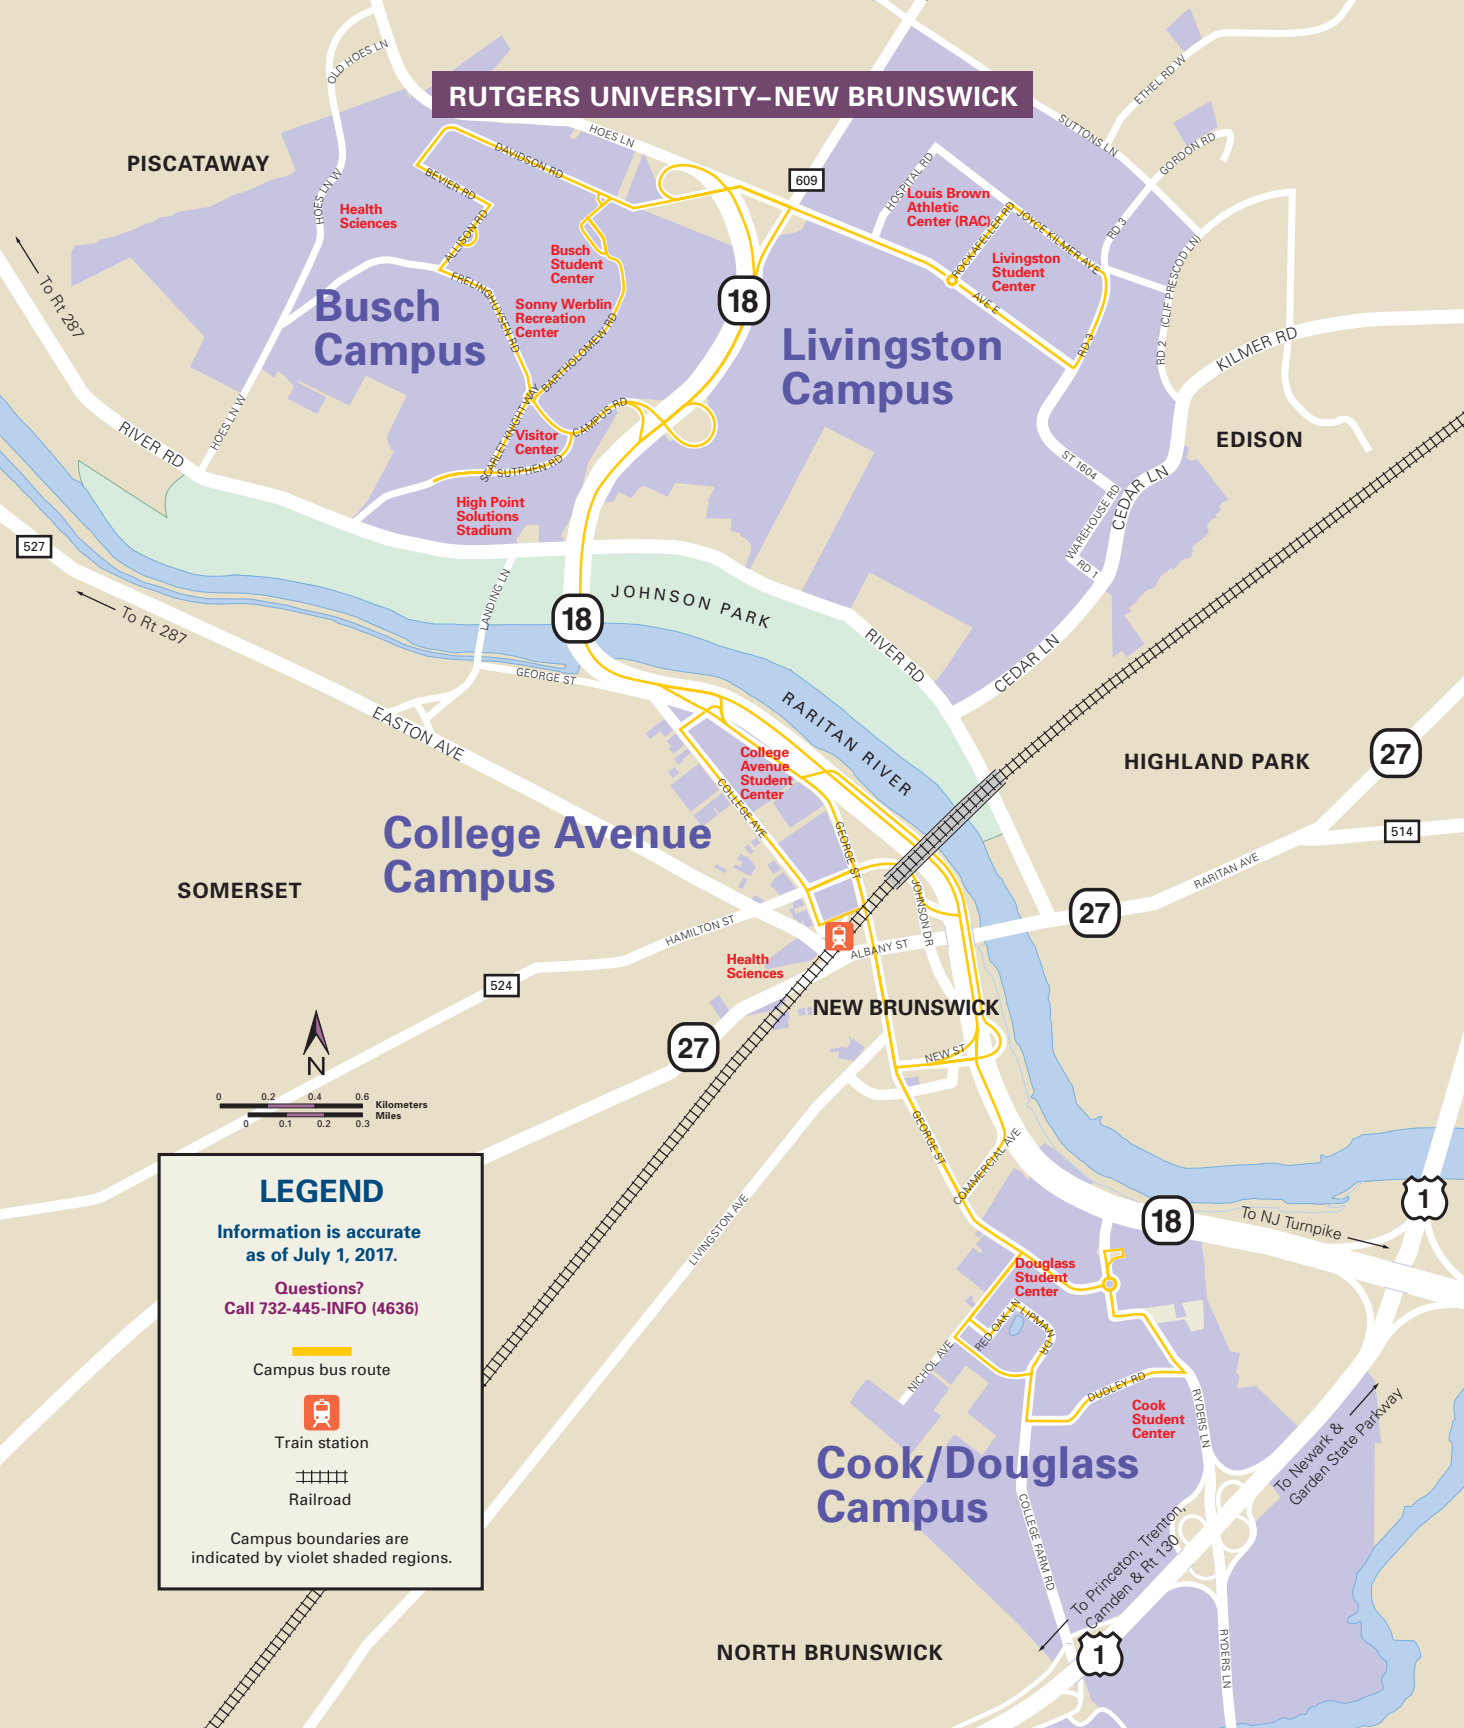 RUTGERS UNIVERSITY–NEW BRUNSWICK
OLD HOES LN
HOES LN
ETHEL RD W
SUTTONS LN
GORDON RD
PISCATAWAY
DAVIDSON RD
BEVIER RD
609
HOSPITAL RD
HOES LN W
Health
Sciences
ALLISON RD
Louis Brown
Athletic
Center (RAC)
ROCKAFELLER RD
JOYCE KILMER AVE
RD 3
To Rt 287
Busch
Student
Center
Livingston
Student
Center
RD 2 (CLIF PRESCOD LN)
FRELINGHUYSEN RD
Busch
Campus
Sonny Werblin
Recreation
Center
18
AVE E
Livingston
Campus
RD 3
KILMER RD
BARTHOLOMEW RD
SCARLET KNIGHT WAY
CAMPUS RD
HOES LN W
RIVER RD
Visitor
Center
SUTPHEN RD
EDISON
ST 1604
CEDAR LN
WAREHOUSE RD
RD 1
High Point
Solutions
Stadium
527
To Rt 287
LANDING LN
18
JOHNSON PARK
RIVER RD
CEDAR LN
GEORGE ST
EASTON AVE
RARITAN RIVER
HIGHLAND PARK
27
College
Avenue
Student
Center
COLLEGE AVE
GEORGE ST
College Avenue
Campus
514
RARITAN AVE
27
SOMERSET
JOHNSON DR
HAMILTON ST
ALBANY ST
Health
Sciences
524
NEW BRUNSWICK
27
NEW ST
N
0
0.2
0.4
0.6
Kilometers
Miles
0
0.1
0.2
0.3
GEORGE ST
COMMERCIAL AVE
LIVINGSTON AVE
18
1
To NJ Turnpike
LEGEND
Information is accurate
as of July 1, 2017.
Questions?
Call 732-445-INFO (4636)
Campus bus route
Train station
Railroad
Campus boundaries are
indicated by violet shaded regions.
Douglass
Student
Center
RED OAK LN
LIPMAN DR
NICHOL AVE
DUDLEY RD
Cook
Student
Center
RYDERS LN
Cook/Douglass
Campus
To Newark &
Garden State Parkway
COLLEGE FARM RD
To Princeton, Trenton,
Camden & Rt 130
NORTH BRUNSWICK
1
RYDERS LN